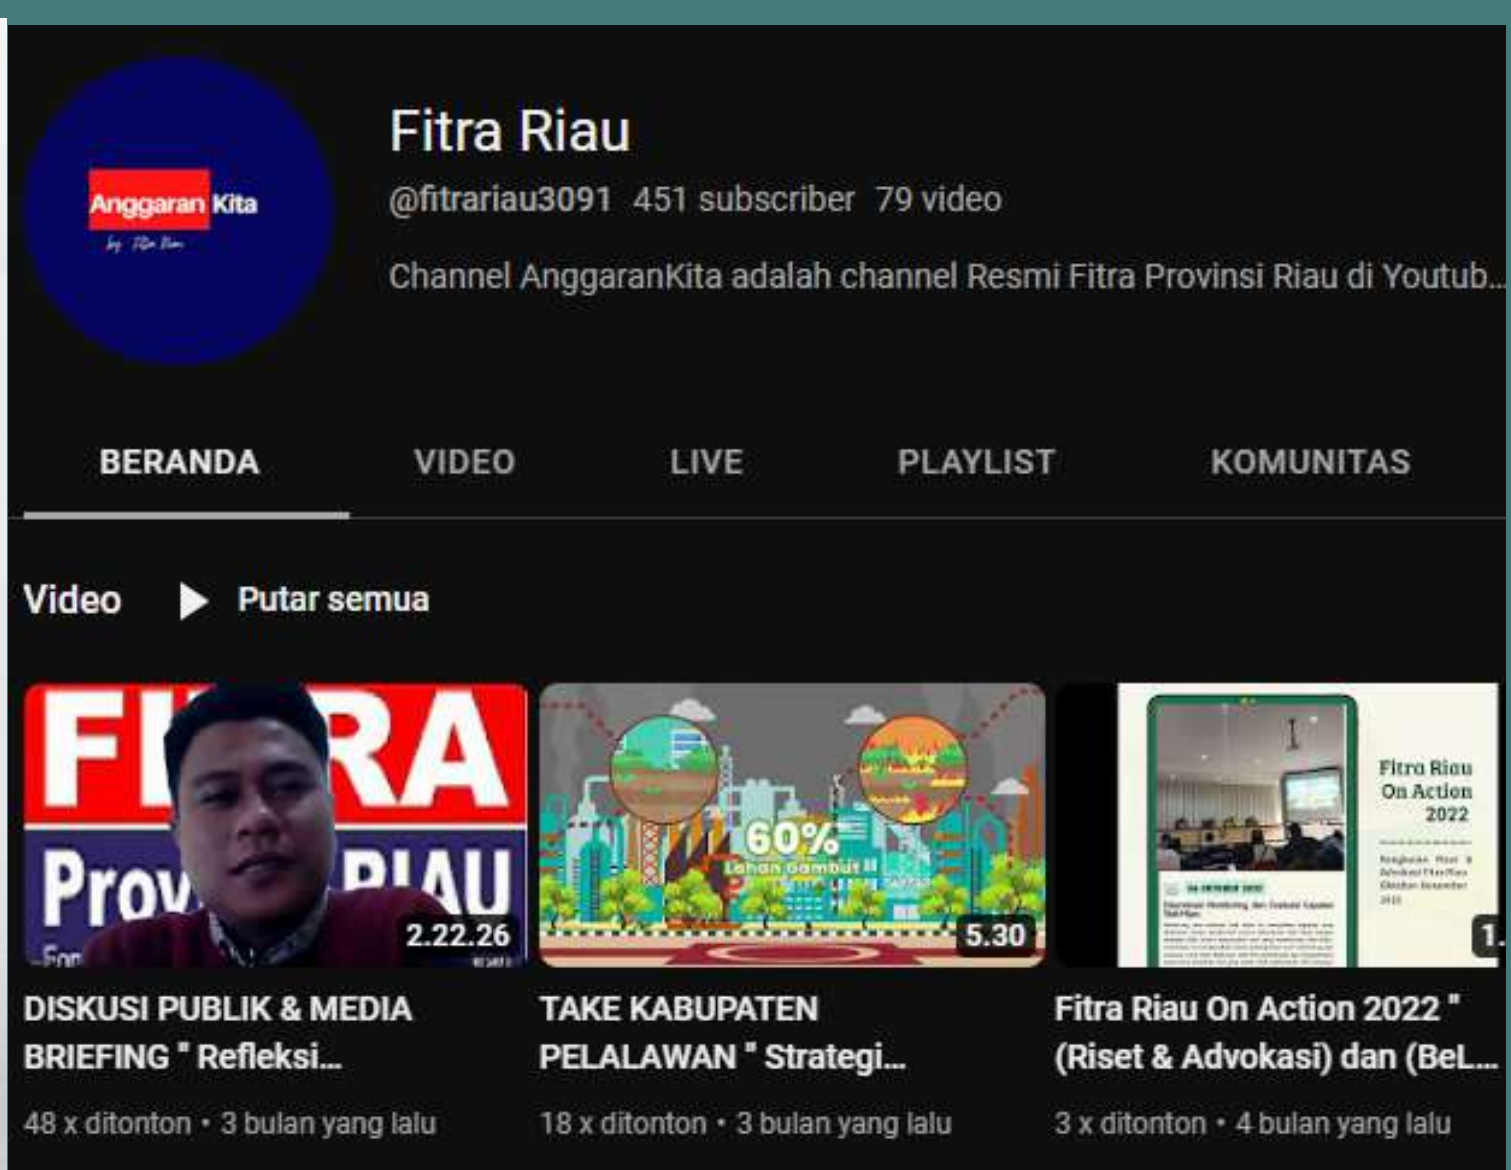 Anggaran Kita
Fitra Riau
@fitrariau3091 451 subscriber 79 video
Channel AnggaranKita adalah channel Resmi Fitra Provinsi Riau di Youtub...
BERANDA VIDEO LIVE PLAYLIST KOMUNITAS
Video Putar semua
FI RA
Prov RIAU
2.22.26
60%
Lahan Gambut
5.30
Fitra Riau
On Action
2022
1.
DISKUSI PUBLIK & MEDIA
BRIEFING " Refleksi...
48 x ditonton • 3 bulan yang lalu
TAKE KABUPATEN
PELALAWAN " Strategi...
18 x ditonton • 3 bulan yang lalu
Fitra Riau On Action 2022 "
(Riset & Advokasi) dan (BeL...
3 x ditonton • 4 bulan yang lalu